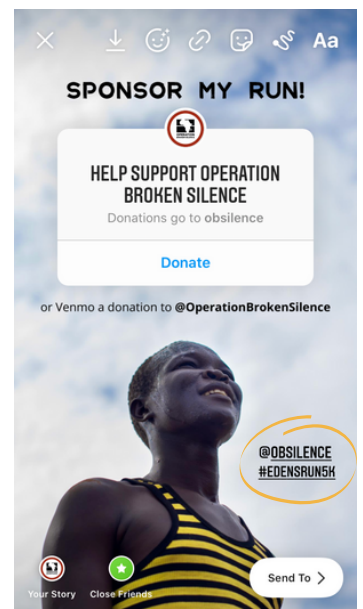 Aa
SPONSOR MY RUN!
HELP SUPPORT OPERATION
BROKEN SILENCE
Donations go to obsilence
Donate
or Venmo a donation to @OperationBrokenSilence
@OBSILENCE
#EDENSRUN5K
Your Story
Close Friends
Send To